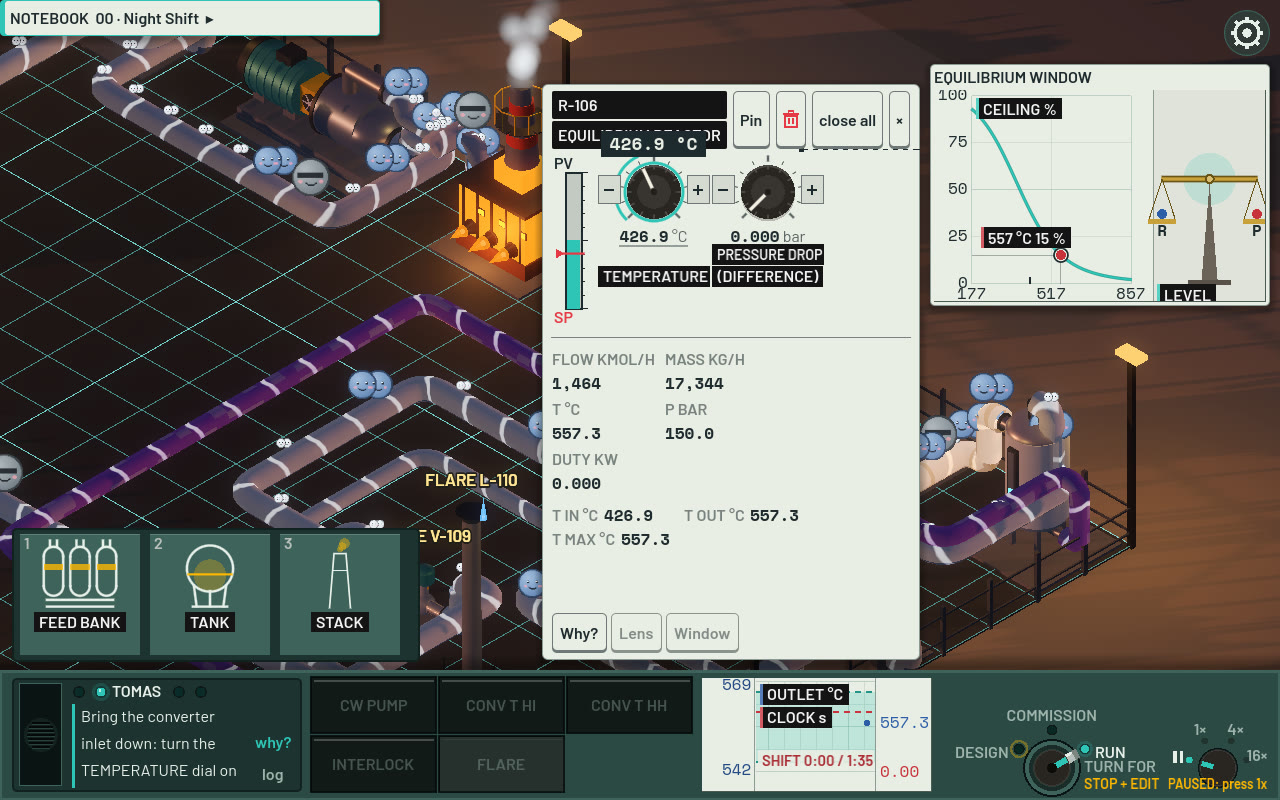 NOTEBOOK 00 · Night Shift ▸
R-106
EQUILIBRIUM REACTOR
Pin
close all
×
426.9 °C
PV
SP
− + − +
426.9 °C
0.000 bar
TEMPERATURE
PRESSURE DROP
(DIFFERENCE)
FLOW KMOL/H MASS KG/H
1,464 17,344
T °C P BAR
557.3 150.0
DUTY KW
0.000
T IN °C 426.9 T OUT °C 557.3
T MAX °C 557.3
Why? Lens Window
EQUILIBRIUM WINDOW
100
CEILING %
75
50
25
0
557 °C 15 %
177 517 857
R P
LEVEL
FLARE L-110
E V-109
1 2 3
FEED BANK TANK STACK
TOMAS
Bring the converter
inlet down: turn the
TEMPERATURE dial on
why?
log
CW PUMP CONV T HI CONV T HH
INTERLOCK FLARE
569
OUTLET °C
CLOCK s
557.3
SHIFT 0:00 / 1:35
542
0.00
COMMISSION
DESIGN
RUN
TURN FOR
STOP + EDIT
1× 4×
16×
PAUSED: press 1x